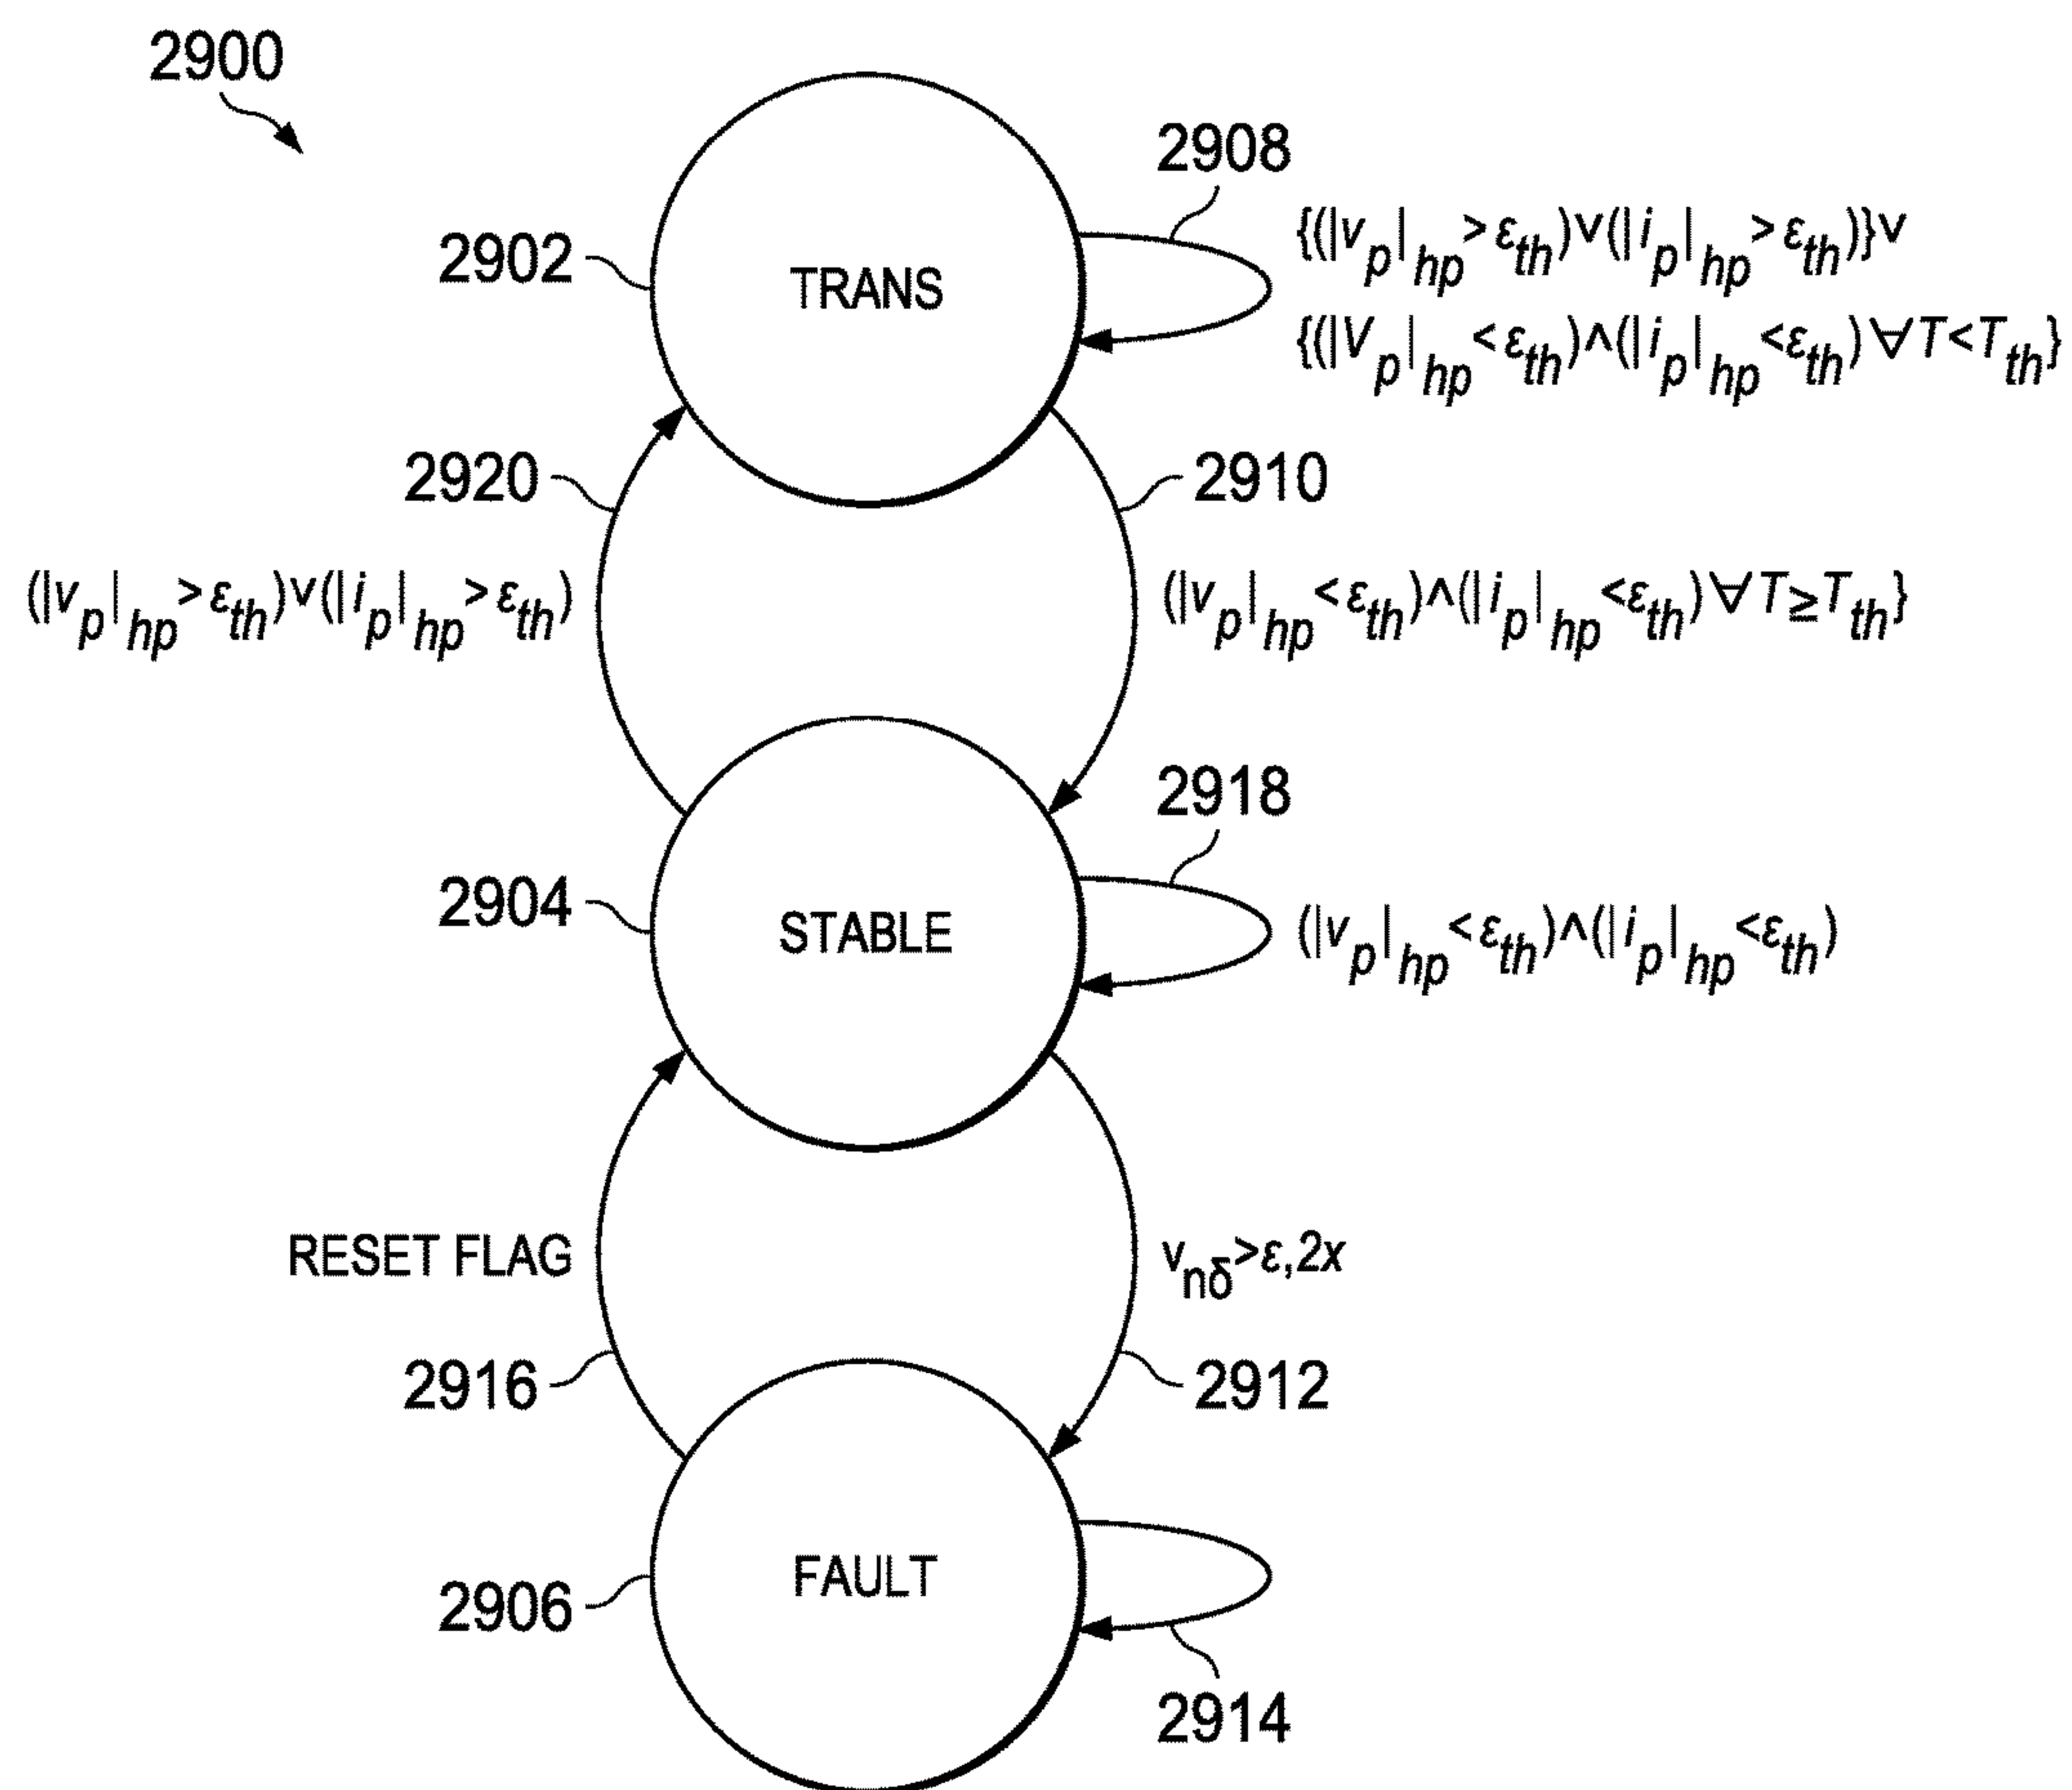 2900
2908
{(|v_p|_hp>ε_th)∨(|i_p|_hp>ε_th)}∨
2902
TRANS
{(|V_p|_hp<ε_th)∧(|i_p|_hp<ε_th)∀T<T_th}
2920
2910
(|v_p|_hp>ε_th)∨(|i_p|_hp>ε_th)
(|v_p|_hp<ε_th)∧(|i_p|_hp<ε_th)∀T≥T_th}
2918
2904
STABLE
(|v_p|_hp<ε_th)∧(|i_p|_hp<ε_th)
RESET FLAG
v_nδ>ε,2x
2916
2912
FAULT
2906
2914